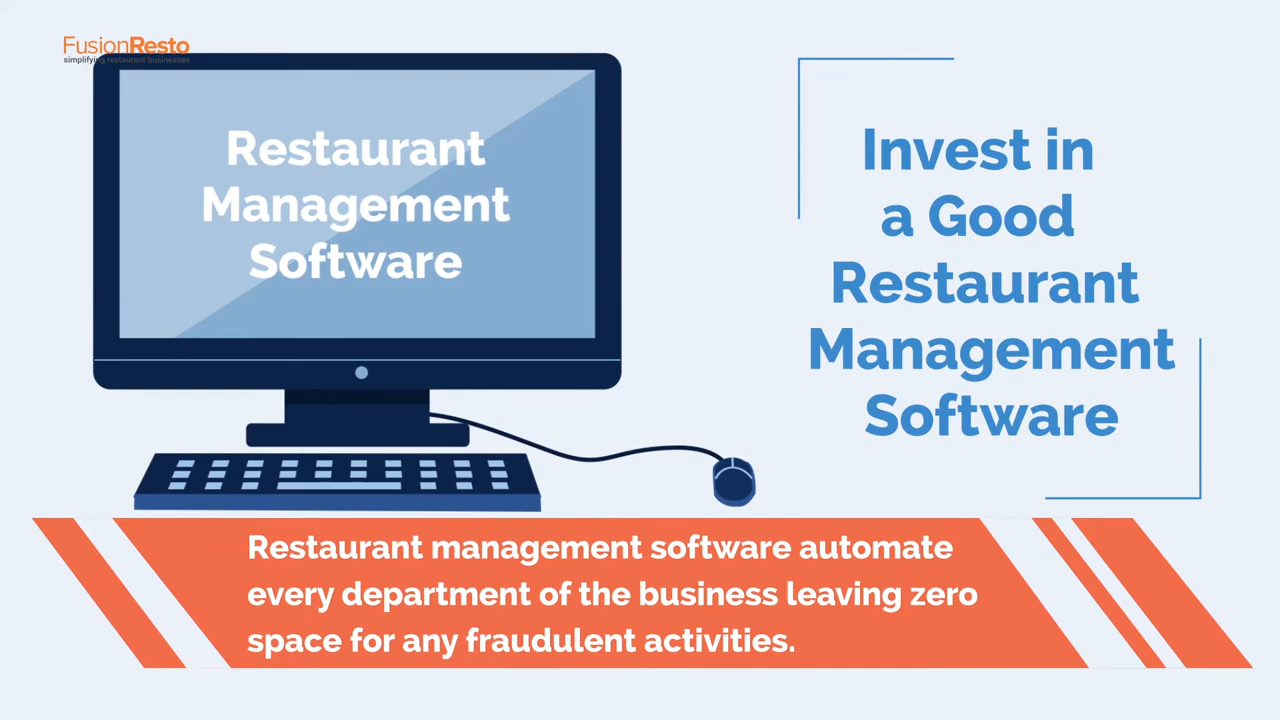 FusionResto
simplifying restaurant businesses
Restaurant
Management
Software
Invest in
a Good
Restaurant
Management
Software
Restaurant management software automate
every department of the business leaving zero
space for any fraudulent activities.